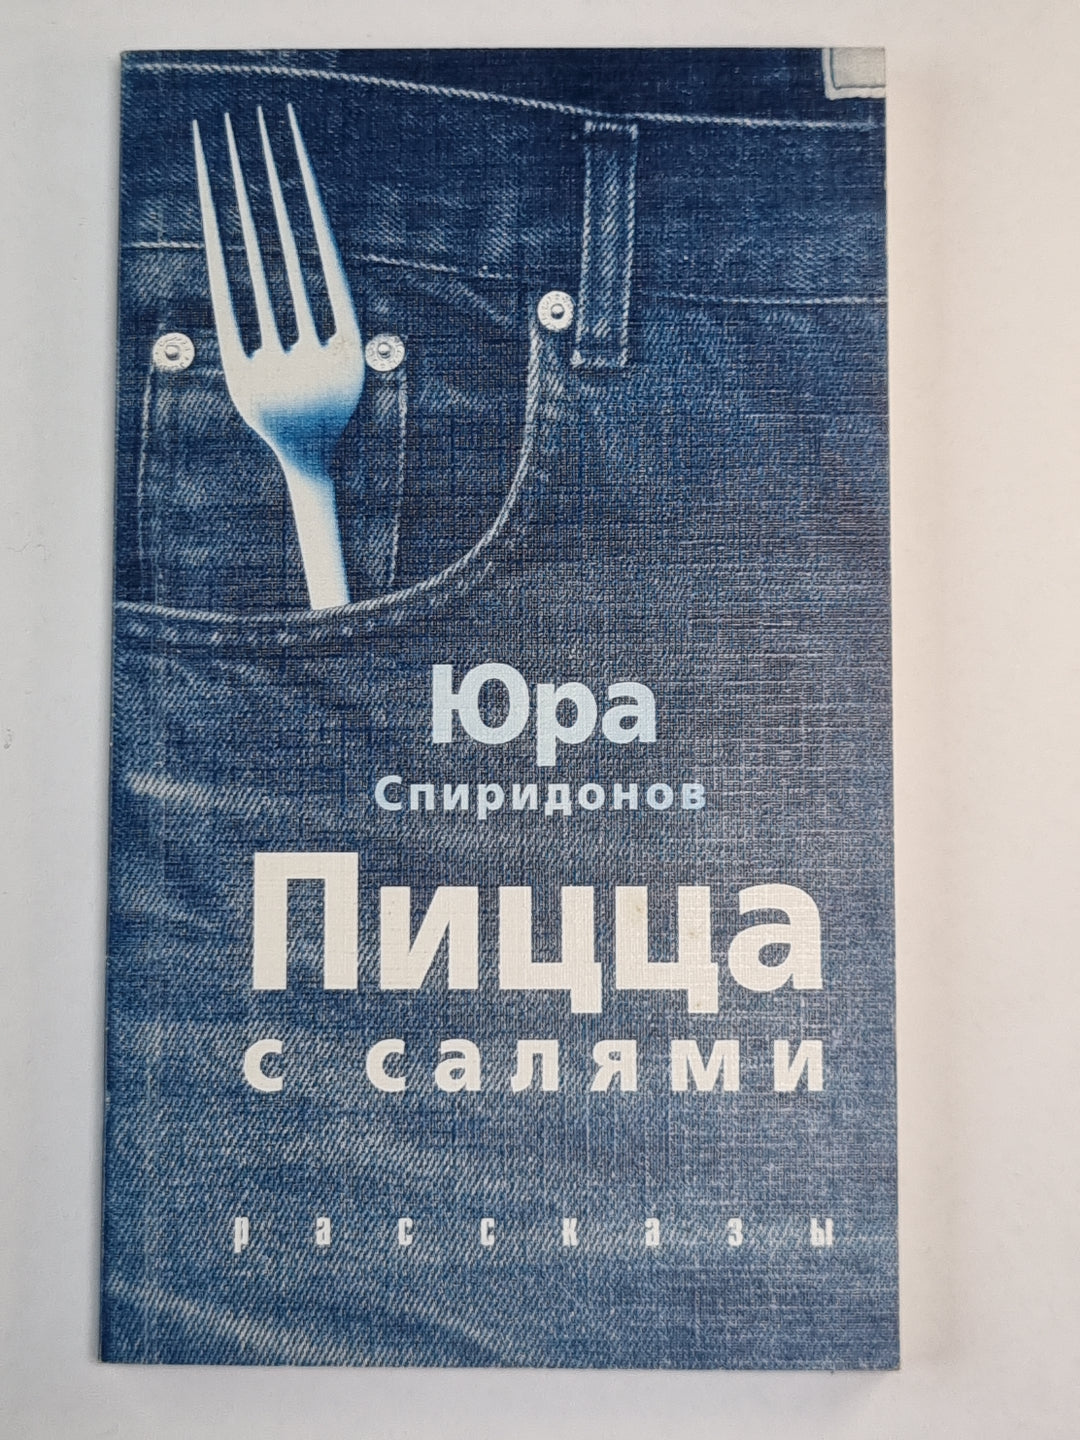 Юра
Спиридонов
Пицца
с салями
рассказы